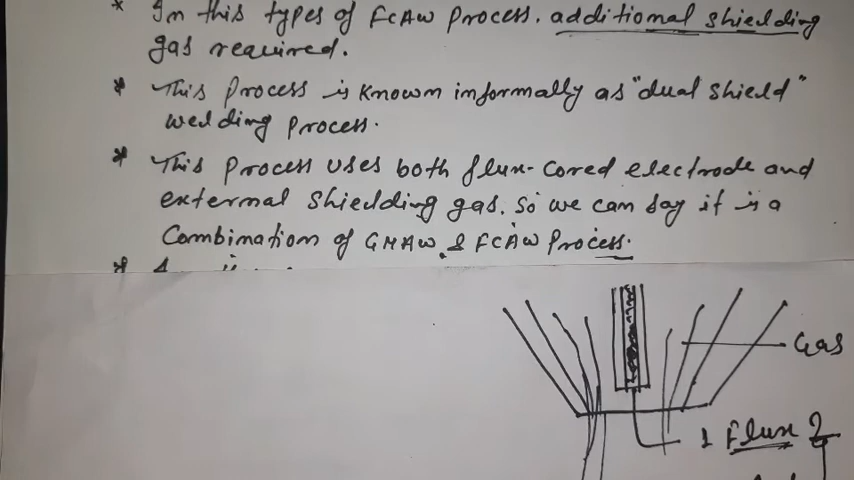 * In this types of FCAW Process. additional shielding
gas required.
* This Process is known informally as "dual shield"
welding process.
* This process uses both flux-cored electrode and
external shielding gas. So we can say it is a
Combination of GMAW & FCAW Process.
*
Gas
1 Flux 2